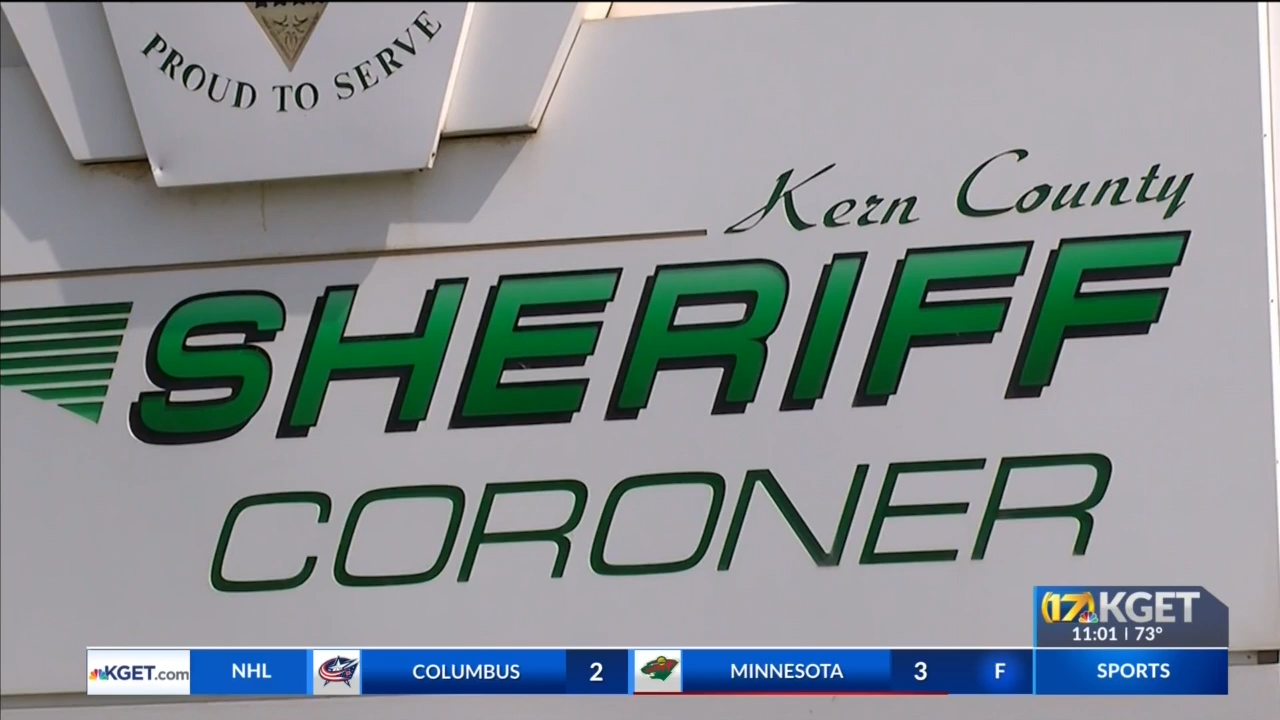 PROUD TO SERVE
Kern County
SHERIFF
CORONER
17 KGET
11:01 | 73°
KGET.com NHL COLUMBUS 2 MINNESOTA 3 F SPORTS